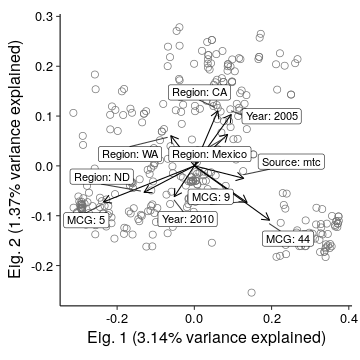 0.3
0.2
0.1
0.0
-0.1
-0.2
Eig. 2 (1.37% variance explained)
Region: CA
Year: 2005
Region: WA
Region: Mexico
Source: mtc
Region: ND
MCG: 9
MCG: 5
Year: 2010
MCG: 44
-0.2
0.0
0.2
0.4
Eig. 1 (3.14% variance explained)